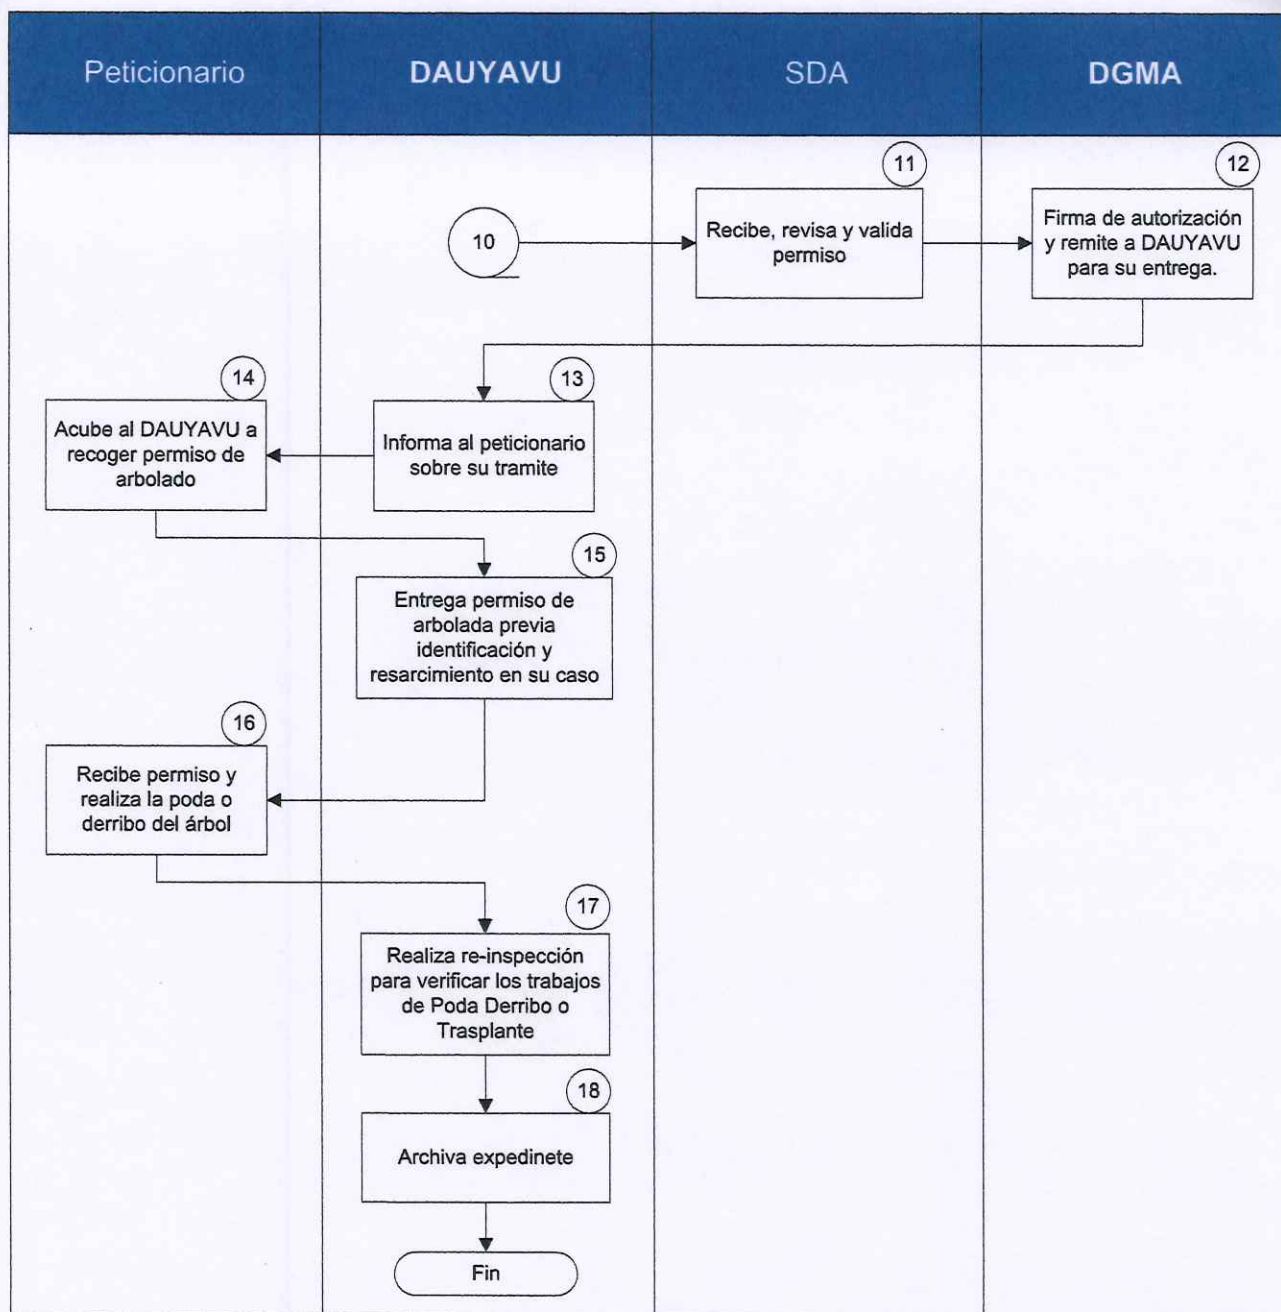 Peticionario
DAUYAVU
SDA
DGMA
10
11
Recibe, revisa y valida
permiso
12
Firma de autorización
y remite a DAUYAVU
para su entrega.
13
Informa al peticionario
sobre su tramite
14
Acube al DAUYAVU a
recoger permiso de
arbolado
15
Entrega permiso de
arbolada previa
identificación y
resarcimiento en su caso
16
Recibe permiso y
realiza la poda o
derribo del árbol
17
Realiza re-inspección
para verificar los trabajos
de Poda Derribo o
Trasplante
18
Archiva expedinete
Fin